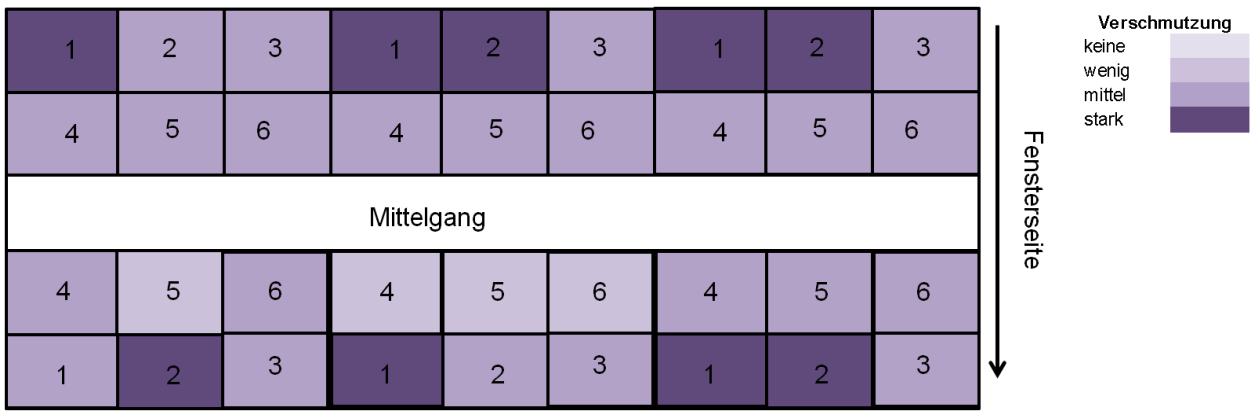 1 2 3 1 2 3 1 2 3
4 5 6 4 5 6 4 5 6
Mittelgang
4 5 6 4 5 6 4 5 6
1 2 3 1 2 3 1 2 3
Fensterseite
Verschmutzung
keine
wenig
mittel
stark